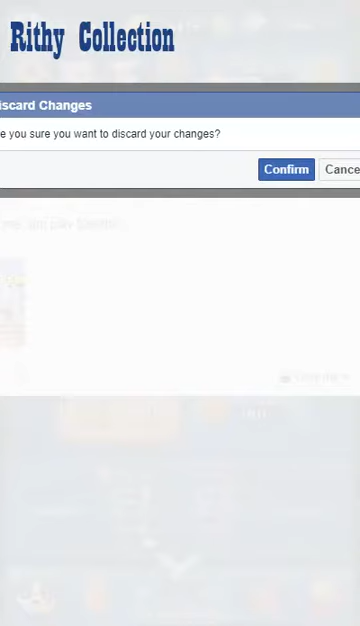 Rithy Collection
iscard Changes
e you sure you want to discard your changes?
Confirm
Cance